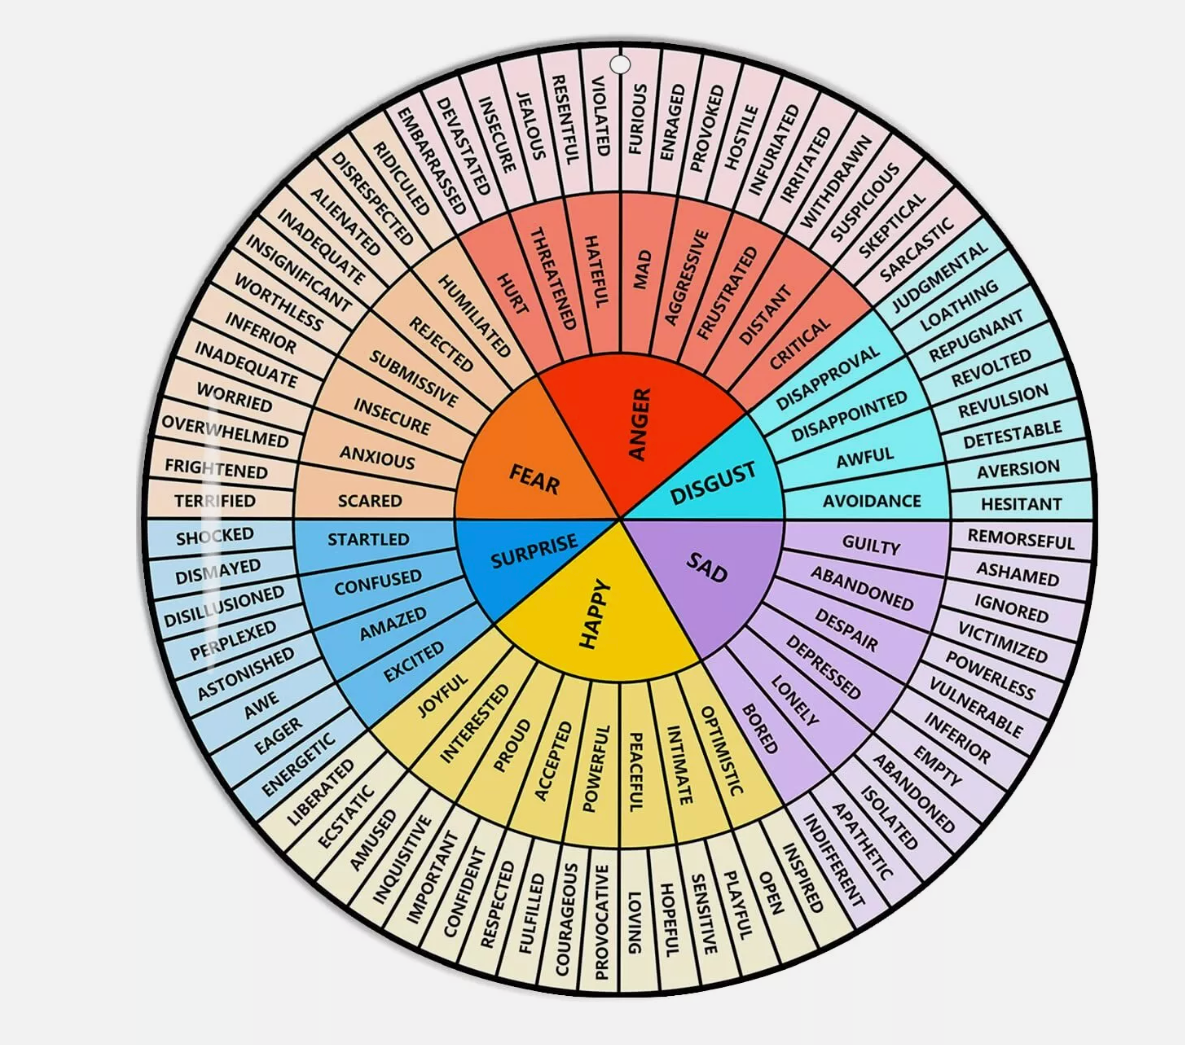 ANGER
DISGUST
SAD
HAPPY
SURPRISE
FEAR
MAD
AGGRESSIVE
FRUSTRATED
DISTANT
CRITICAL
DISAPPROVAL
DISAPPOINTED
AWFUL
AVOIDANCE
GUILTY
ABANDONED
DESPAIR
DEPRESSED
LONELY
BORED
OPTIMISTIC
INTIMATE
PEACEFUL
POWERFUL
ACCEPTED
PROUD
INTERESTED
JOYFUL
EXCITED
AMAZED
CONFUSED
STARTLED
SCARED
ANXIOUS
INSECURE
SUBMISSIVE
REJECTED
HUMILIATED
HURT
THREATENED
HATEFUL
FURIOUS
ENRAGED
PROVOKED
HOSTILE
INFURIATED
IRRITATED
WITHDRAWN
SUSPICIOUS
SKEPTICAL
SARCASTIC
JUDGMENTAL
LOATHING
REPUGNANT
REVOLTED
REVULSION
DETESTABLE
AVERSION
HESITANT
REMORSEFUL
ASHAMED
IGNORED
VICTIMIZED
POWERLESS
VULNERABLE
INFERIOR
EMPTY
ABANDONED
ISOLATED
APATHETIC
INDIFFERENT
INSPIRED
OPEN
PLAYFUL
SENSITIVE
HOPEFUL
LOVING
PROVOCATIVE
COURAGEOUS
FULFILLED
RESPECTED
CONFIDENT
IMPORTANT
INQUISITIVE
AMUSED
ECSTATIC
LIBERATED
ENERGETIC
EAGER
AWE
ASTONISHED
PERPLEXED
DISILLUSIONED
DISMAYED
SHOCKED
TERRIFIED
FRIGHTENED
OVERWHELMED
WORRIED
INADEQUATE
INFERIOR
WORTHLESS
INSIGNIFICANT
INADEQUATE
ALIENATED
DISRESPECTED
RIDICULED
EMBARRASSED
DEVASTATED
INSECURE
JEALOUS
RESENTFUL
VIOLATED